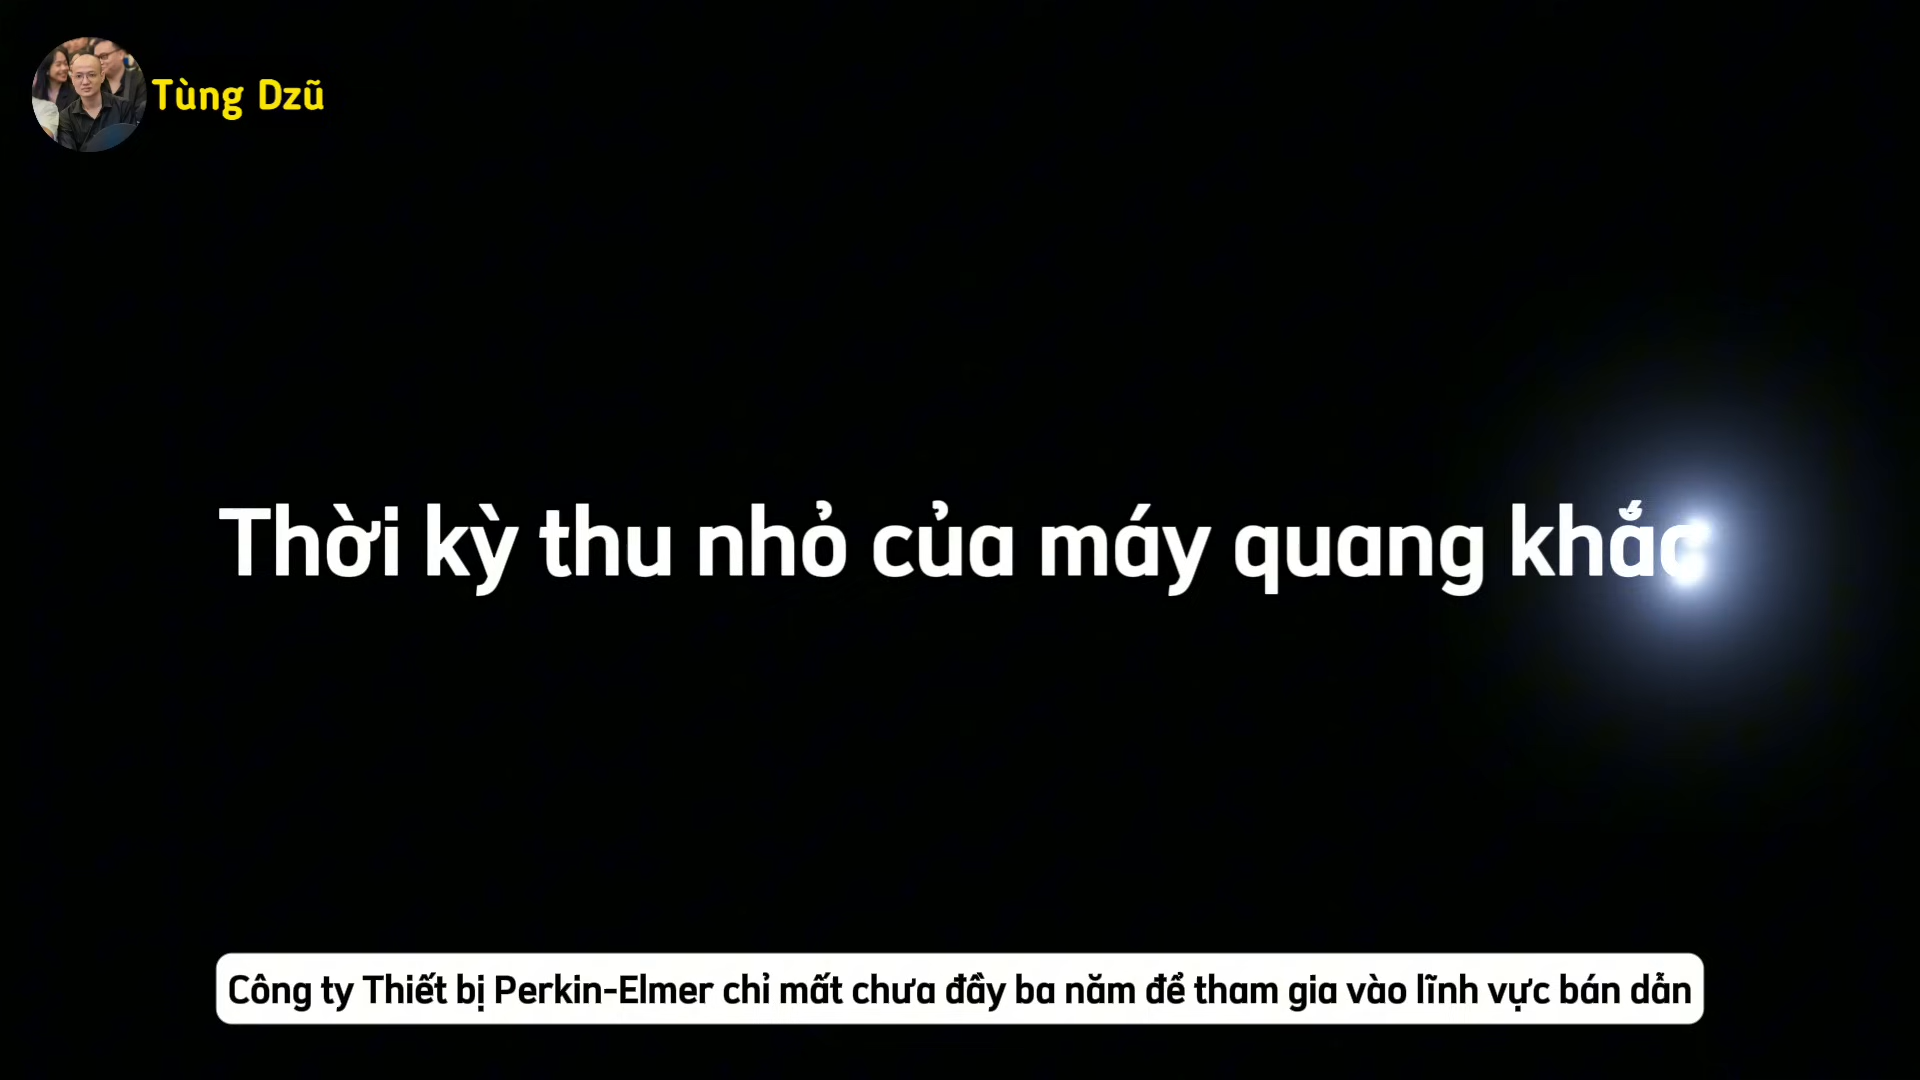 Tùng Dzũ
Thời kỳ thu nhỏ của máy quang khắc
Công ty Thiết bị Perkin-Elmer chỉ mất chưa đầy ba năm để tham gia vào lĩnh vực bán dẫn